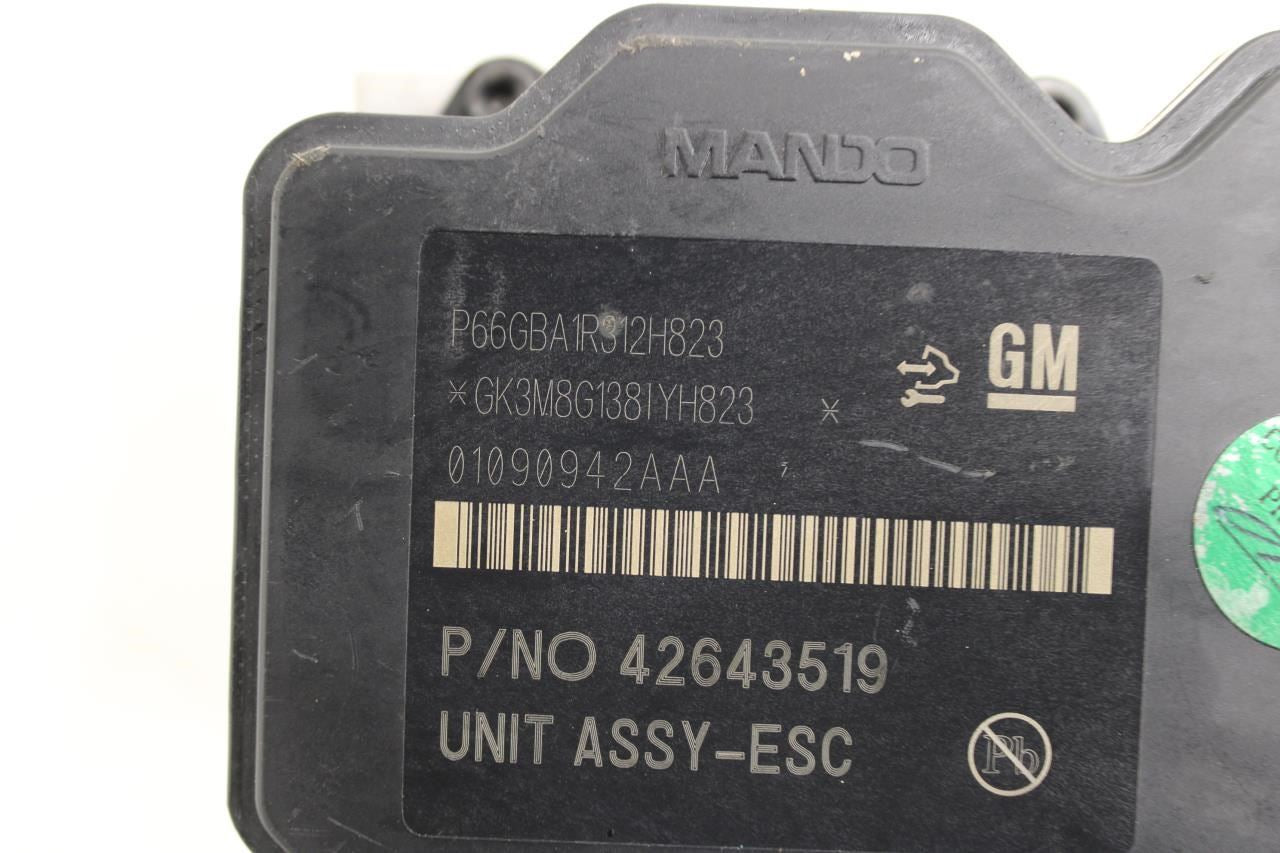 MANDO
P66GBA1R312H823
GM
*GK3M8G1381YH823 *
01090942AAA
P/NO 42643519
UNIT ASSY-ESC
Pb